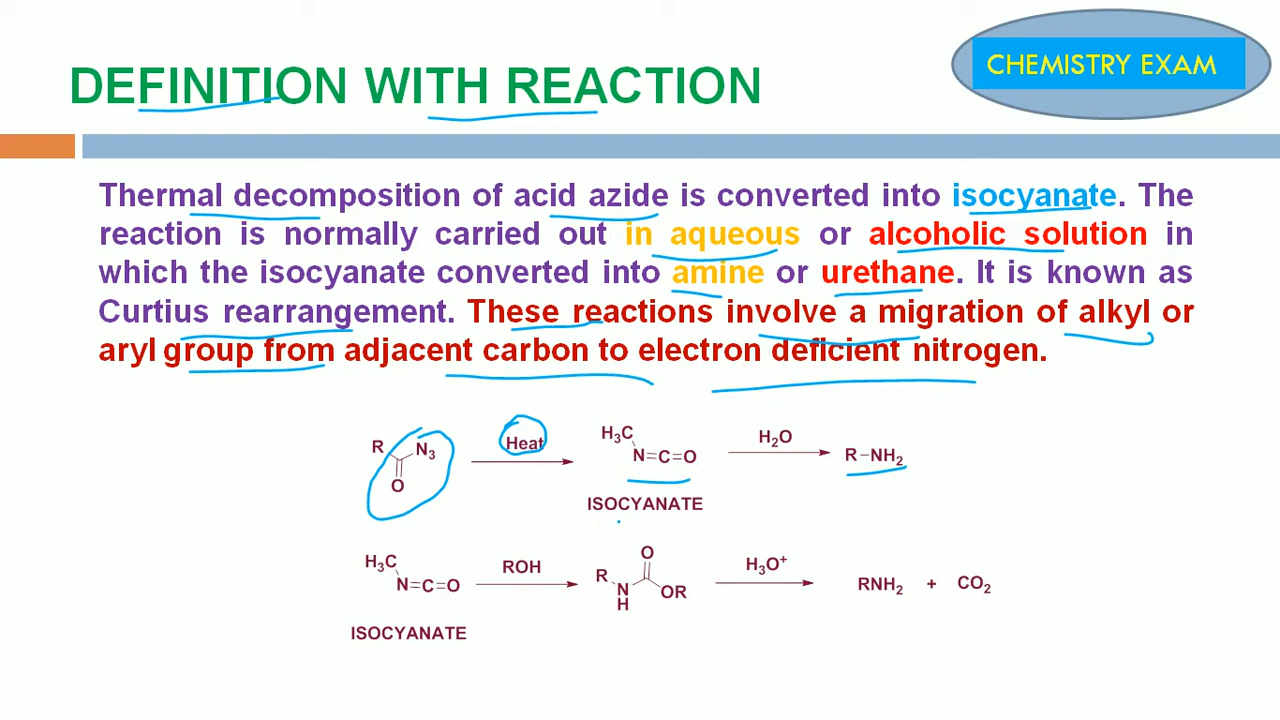 DEFINITION WITH REACTION
CHEMISTRY EXAM
Thermal decomposition of acid azide is converted into isocyanate. The
reaction is normally carried out in aqueous or alcoholic solution in
which the isocyanate converted into amine or urethane. It is known as
Curtius rearrangement. These reactions involve a migration of alkyl or
aryl group from adjacent carbon to electron deficient nitrogen.
R N₃ O
Heat
H₃C N=C=O
H₂O
R–NH₂
ISOCYANATE
H₃C N=C=O
ROH
R N H O OR
H₃O⁺
RNH₂ + CO₂
ISOCYANATE